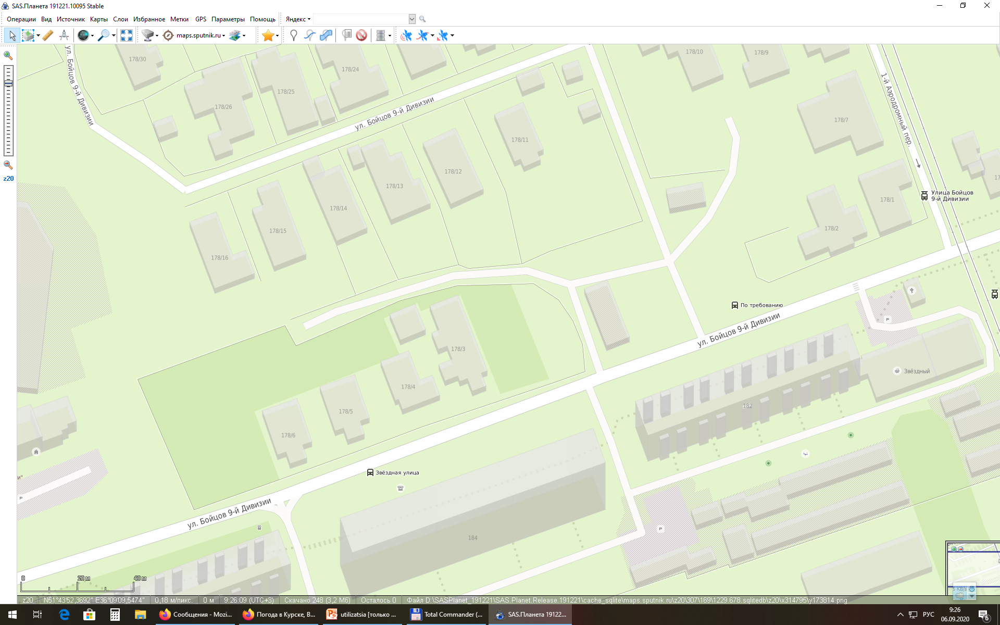 SAS.Планета 191221.10095 Stable
Операции Вид Источник Карты Слои Избранное Метки GPS Параметры Помощь Яндекс
maps.sputnik.ru
z20
ул. Бойцов 9-й Дивизии
178/30
178/24
178/25
178/26
178/10
178/9
1-й Аэродромный пер.
ул. Бойцов 9-й Дивизии
178/7
178/11
178/12
178/13
178/14
178/15
178/16
178/1
178/2
Улица Бойцов
9-й Дивизии
17
По требованию
ул. Бойцов 9-й Дивизии
P
178/3
178/4
178/5
178/6
Звёздный
182
Звёздная улица
и"
P
ул. Бойцов 9-й Дивизии
184
P
0 20 м 40 м
5 KB/s
z20 N51°43'52,3692" E36°09'09,5474" 0,18 м/пикс. 0 м 9:26:09 (UTC+3) Скачано 248 (3,2 Мб) Осталось 0 Файл D:\SASPlanet_191221\SAS.Planet.Release.191221\cache_sqlite\maps.sputnik.ru\z20\307\169\1229.678.sqlitedb\z20\x314795\y173814.png
Сообщения - Mozi...
Погода в Курске, В...
utilizatsia [только ...
Total Commander (...
SAS.Планета 19122...
РУС
9:26
06.09.2020
6